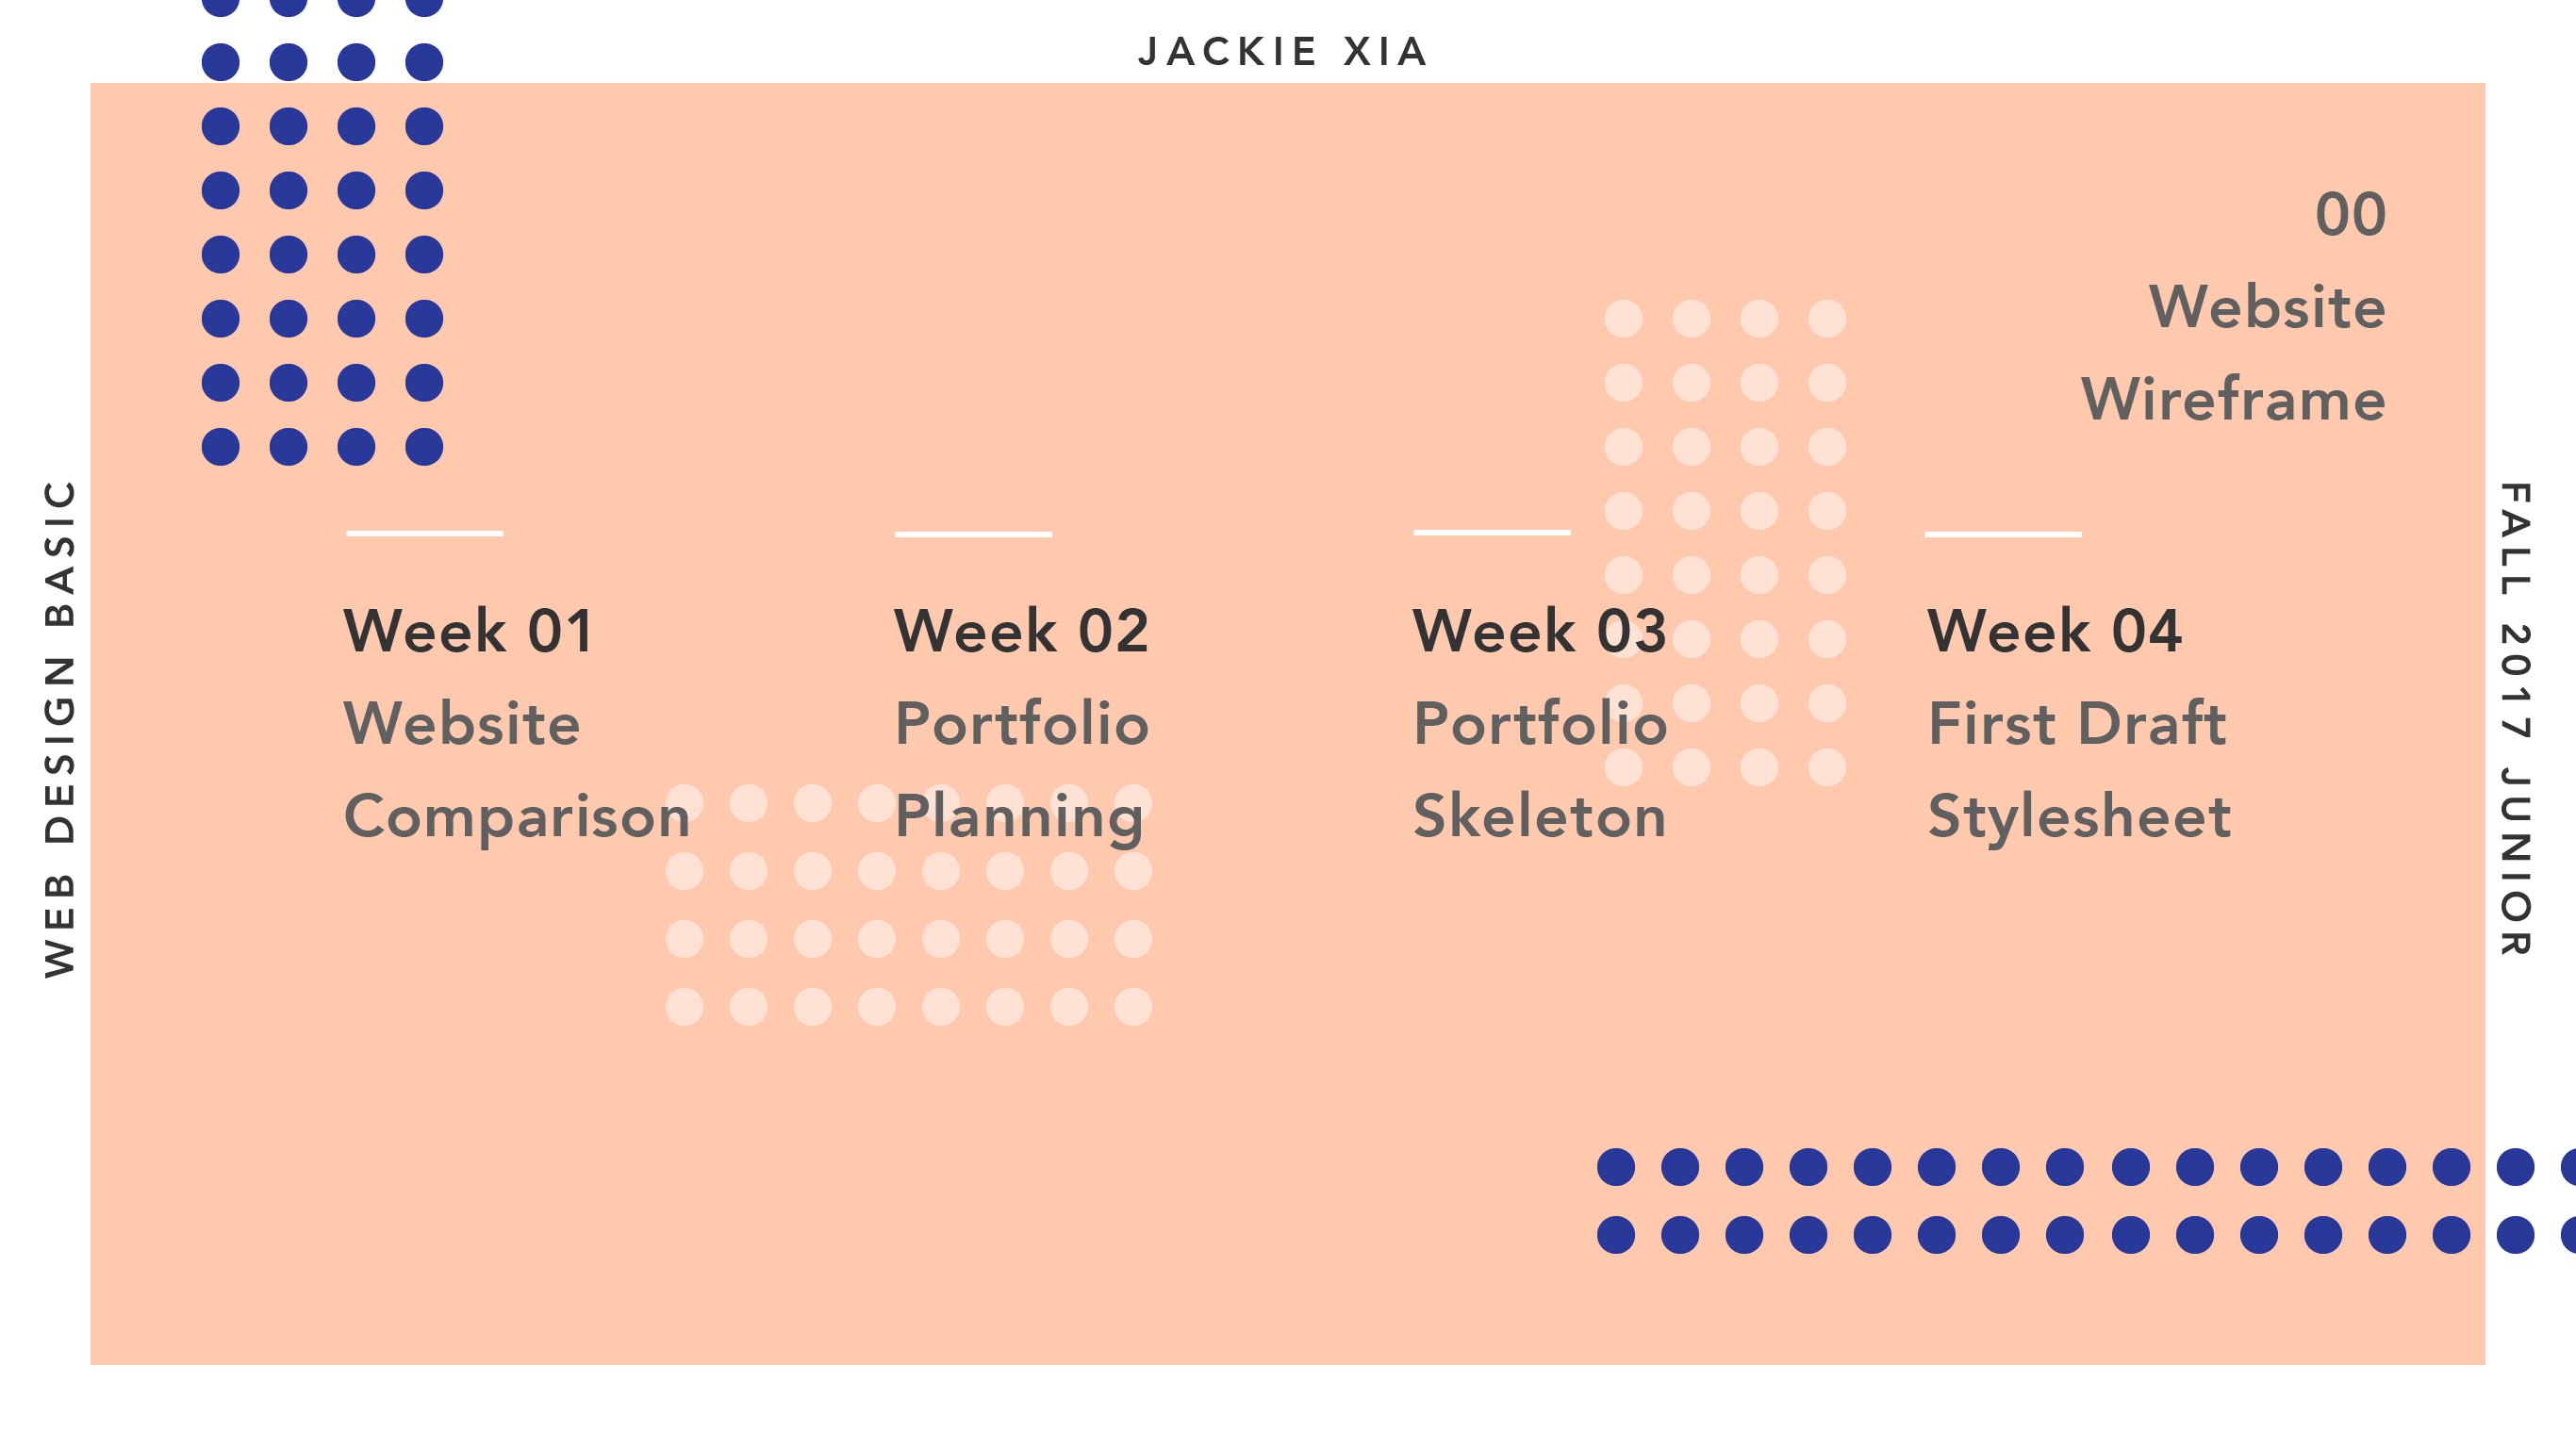 JACKIE XIA
00
Website
Wireframe
WEB DESIGN BASIC
FALL 2017 JUNIOR
Week 01
Website
Comparison
Week 02
Portfolio
Planning
Week 03
Portfolio
Skeleton
Week 04
First Draft
Stylesheet